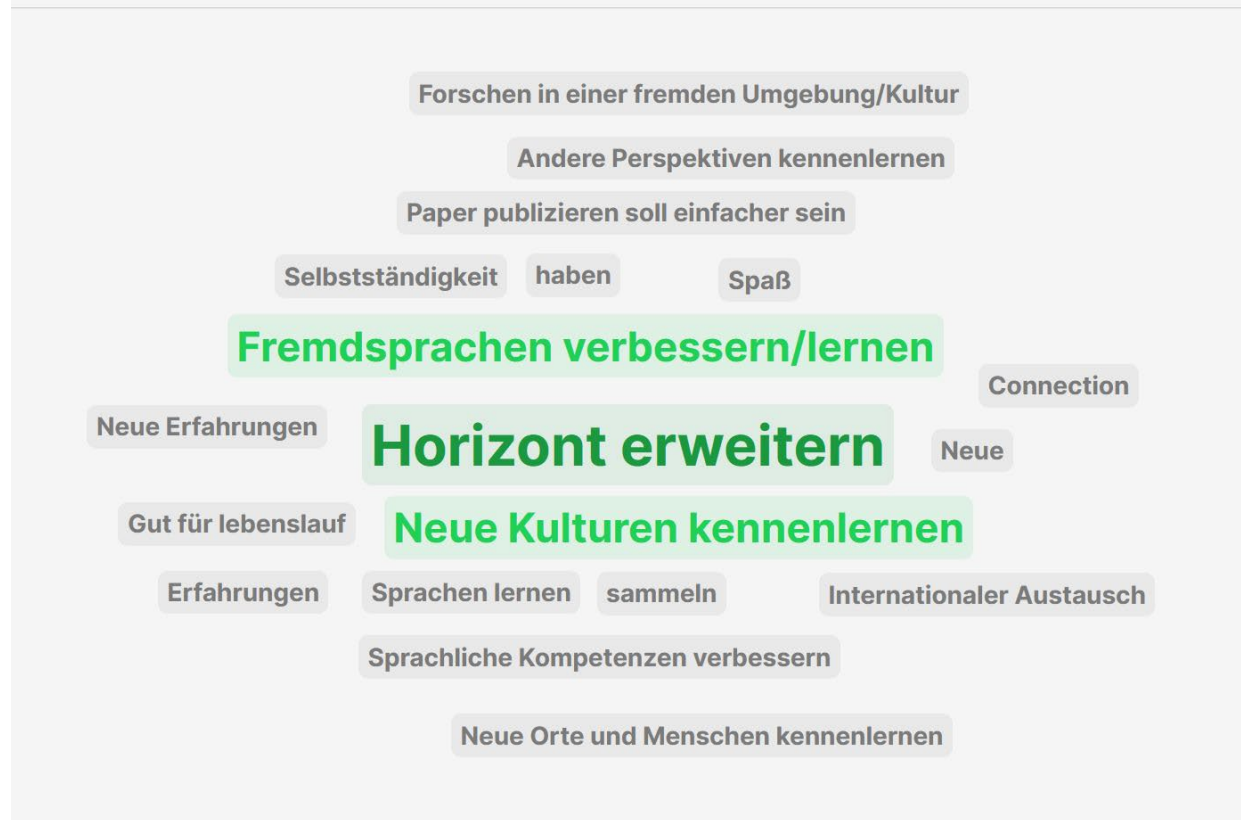 Forschen in einer fremden Umgebung/Kultur
Andere Perspektiven kennenlernen
Paper publizieren soll einfacher sein
Selbstständigkeit haben Spaß
Fremdsprachen verbessern/lernen
Connection
Neue Erfahrungen Horizont erweitern Neue
Gut für lebenslauf Neue Kulturen kennenlernen
Erfahrungen Sprachen lernen sammeln Internationaler Austausch
Sprachliche Kompetenzen verbessern
Neue Orte und Menschen kennenlernen